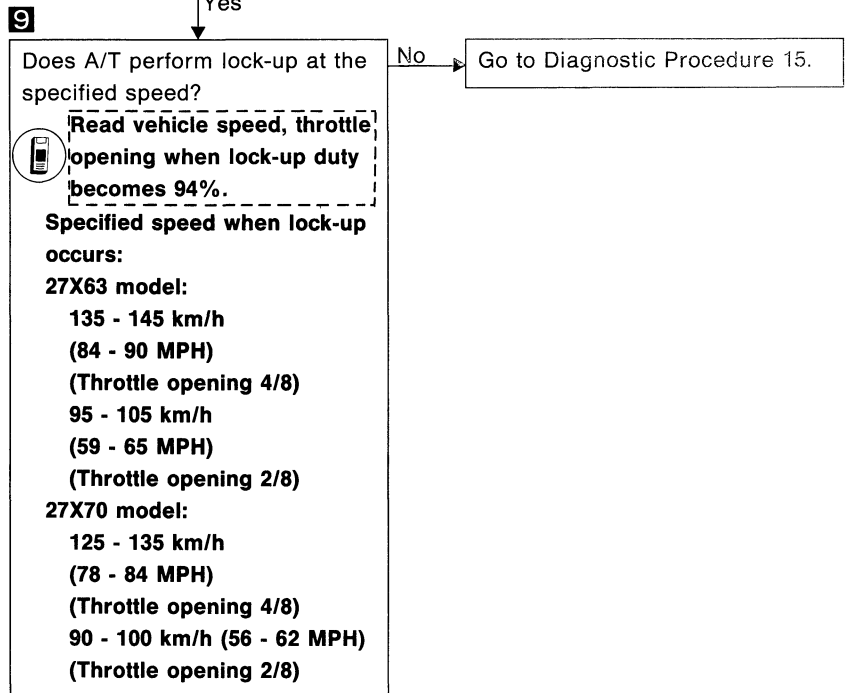 Yes
9
Does A/T perform lock-up at the
specified speed?
Read vehicle speed, throttle
opening when lock-up duty
becomes 94%.
Specified speed when lock-up
occurs:
27X63 model:
135 - 145 km/h
(84 - 90 MPH)
(Throttle opening 4/8)
95 - 105 km/h
(59 - 65 MPH)
(Throttle opening 2/8)
27X70 model:
125 - 135 km/h
(78 - 84 MPH)
(Throttle opening 4/8)
90 - 100 km/h (56 - 62 MPH)
(Throttle opening 2/8)
No
Go to Diagnostic Procedure 15.